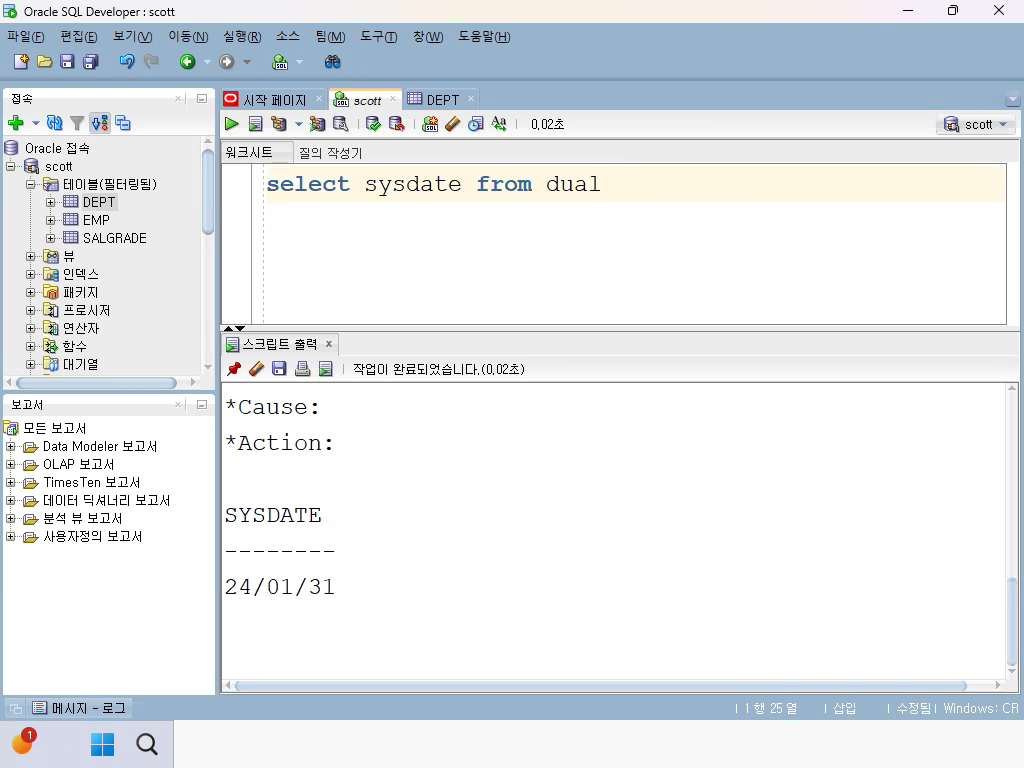 Oracle SQL Developer : scott
파일(F) 편집(E) 보기(V) 이동(N) 실행(R) 소스 팀(M) 도구(T) 창(W) 도움말(H)
접속
Oracle 접속
scott
테이블(필터링됨)
DEPT
EMP
SALGRADE
뷰
인덱스
패키지
프로시저
연산자
함수
대기열
보고서
모든 보고서
Data Modeler 보고서
OLAP 보고서
TimesTen 보고서
데이터 딕셔너리 보고서
분석 뷰 보고서
사용자정의 보고서
시작 페이지 scott DEPT
0,02초 scott
워크시트 질의 작성기
select sysdate from dual
스크립트 출력
작업이 완료되었습니다.(0,02초)
*Cause:
*Action:
SYSDATE
--------
24/01/31
메시지 - 로그
1 행 25 열 삽입 수정됨 Windows: CR
1